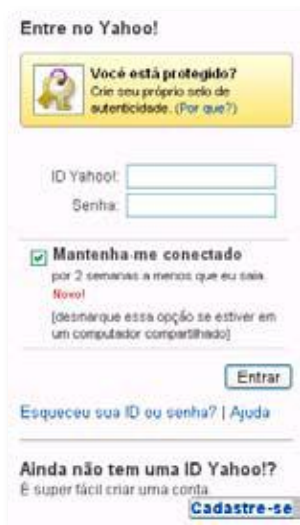 Entre no Yahoo!
Você está protegido?
Crie seu próprio selo de
autenticidade. (Por que?)
ID Yahoo!:
Senha:
Mantenha-me conectado
por 2 semanas a menos que eu saia.
Novo!
[desmarque essa opção se estiver em
um computador compartilhado]
Entrar
Esqueceu sua ID ou senha? | Ajuda
Ainda não tem uma ID Yahoo!?
É super fácil criar uma conta.
Cadastre-se